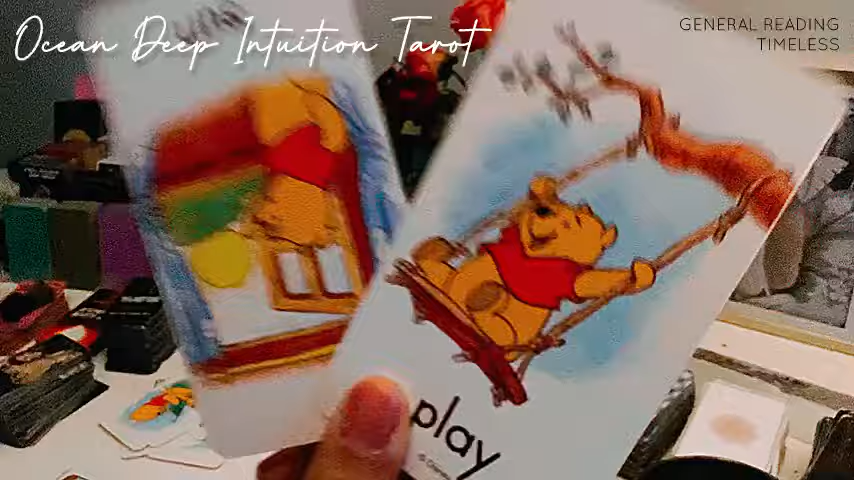 Ocean Deep Intuition Tarot
GENERAL READING
TIMELESS
play